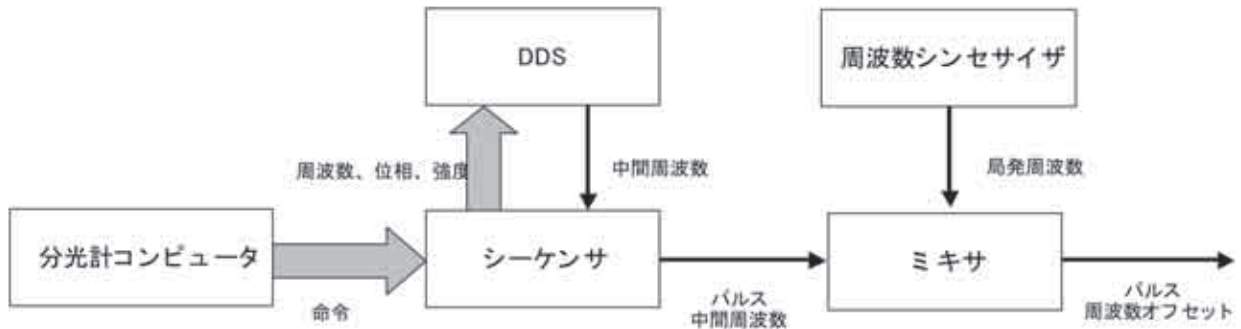 DDS
周波数シンセサイザ
周波数、位相、強度
中間周波数
局発周波数
分光計コンピュータ
シーケンサ
ミキサ
命令
パルス
中間周波数
パルス
周波数オフセット